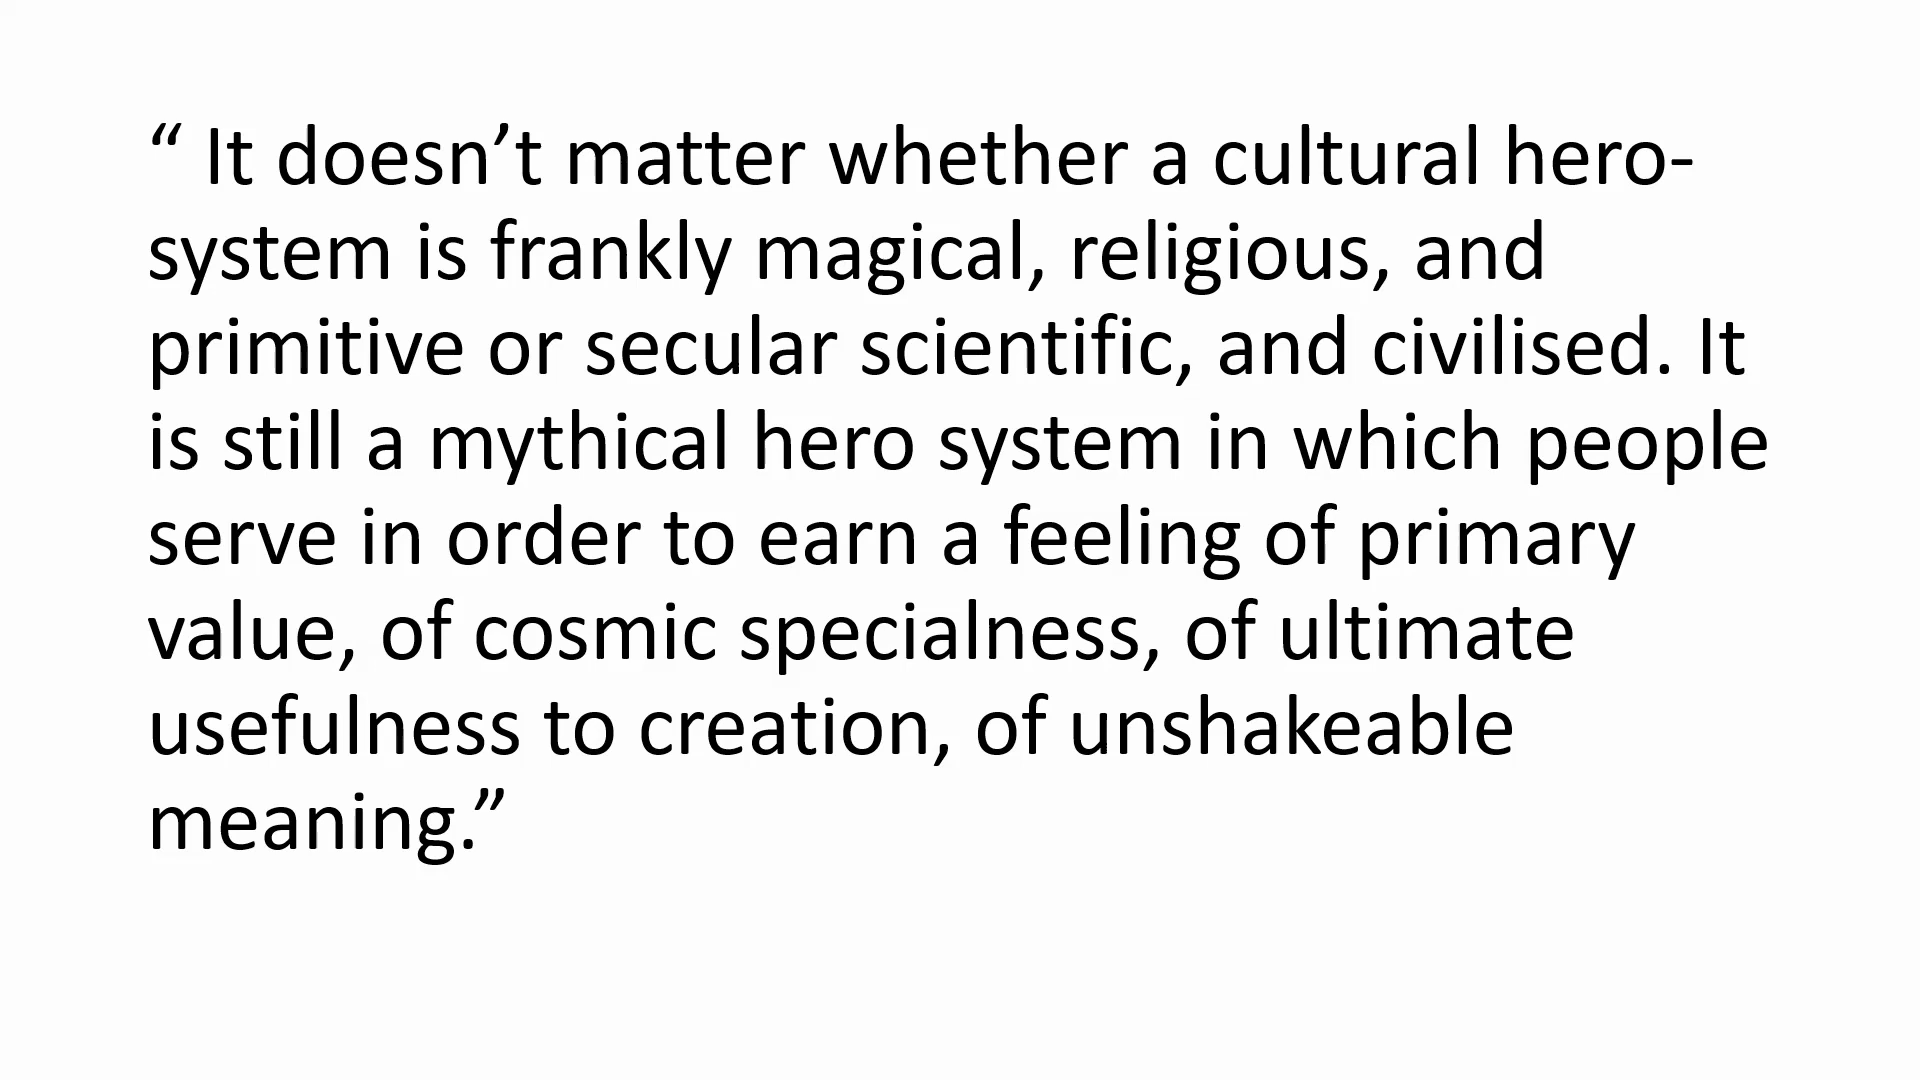 “ It doesn’t matter whether a cultural hero-
system is frankly magical, religious, and
primitive or secular scientific, and civilised. It
is still a mythical hero system in which people
serve in order to earn a feeling of primary
value, of cosmic specialness, of ultimate
usefulness to creation, of unshakeable
meaning.”